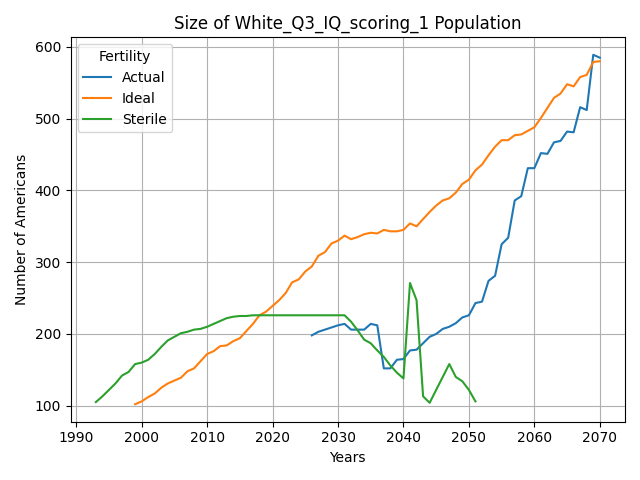 Size of White_Q3_IQ_scoring_1 Population
Fertility
Actual
Ideal
Sterile
Number of Americans
600
500
400
300
200
100
1990 2000 2010 2020 2030 2040 2050 2060 2070
Years